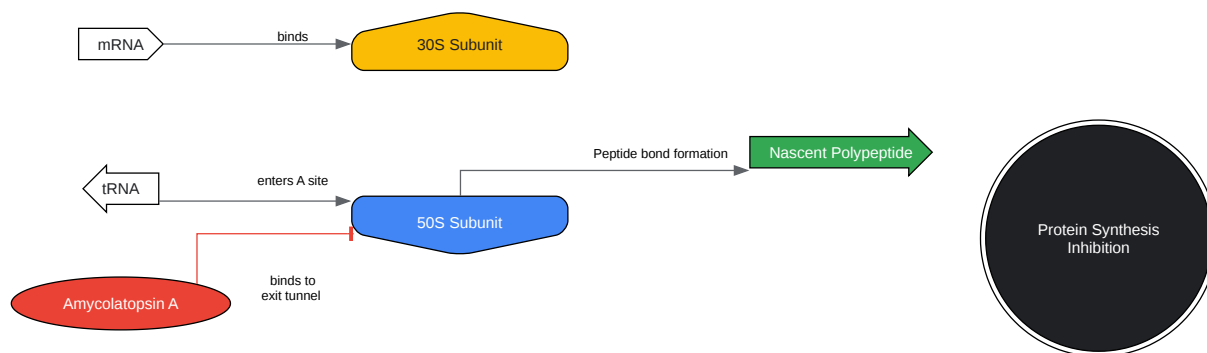 mRNA
binds
30S Subunit
Peptide bond formation
Nascent Polypeptide
tRNA
enters A site
50S Subunit
Protein Synthesis
Inhibition
binds to
exit tunnel
Amycolatopsin A